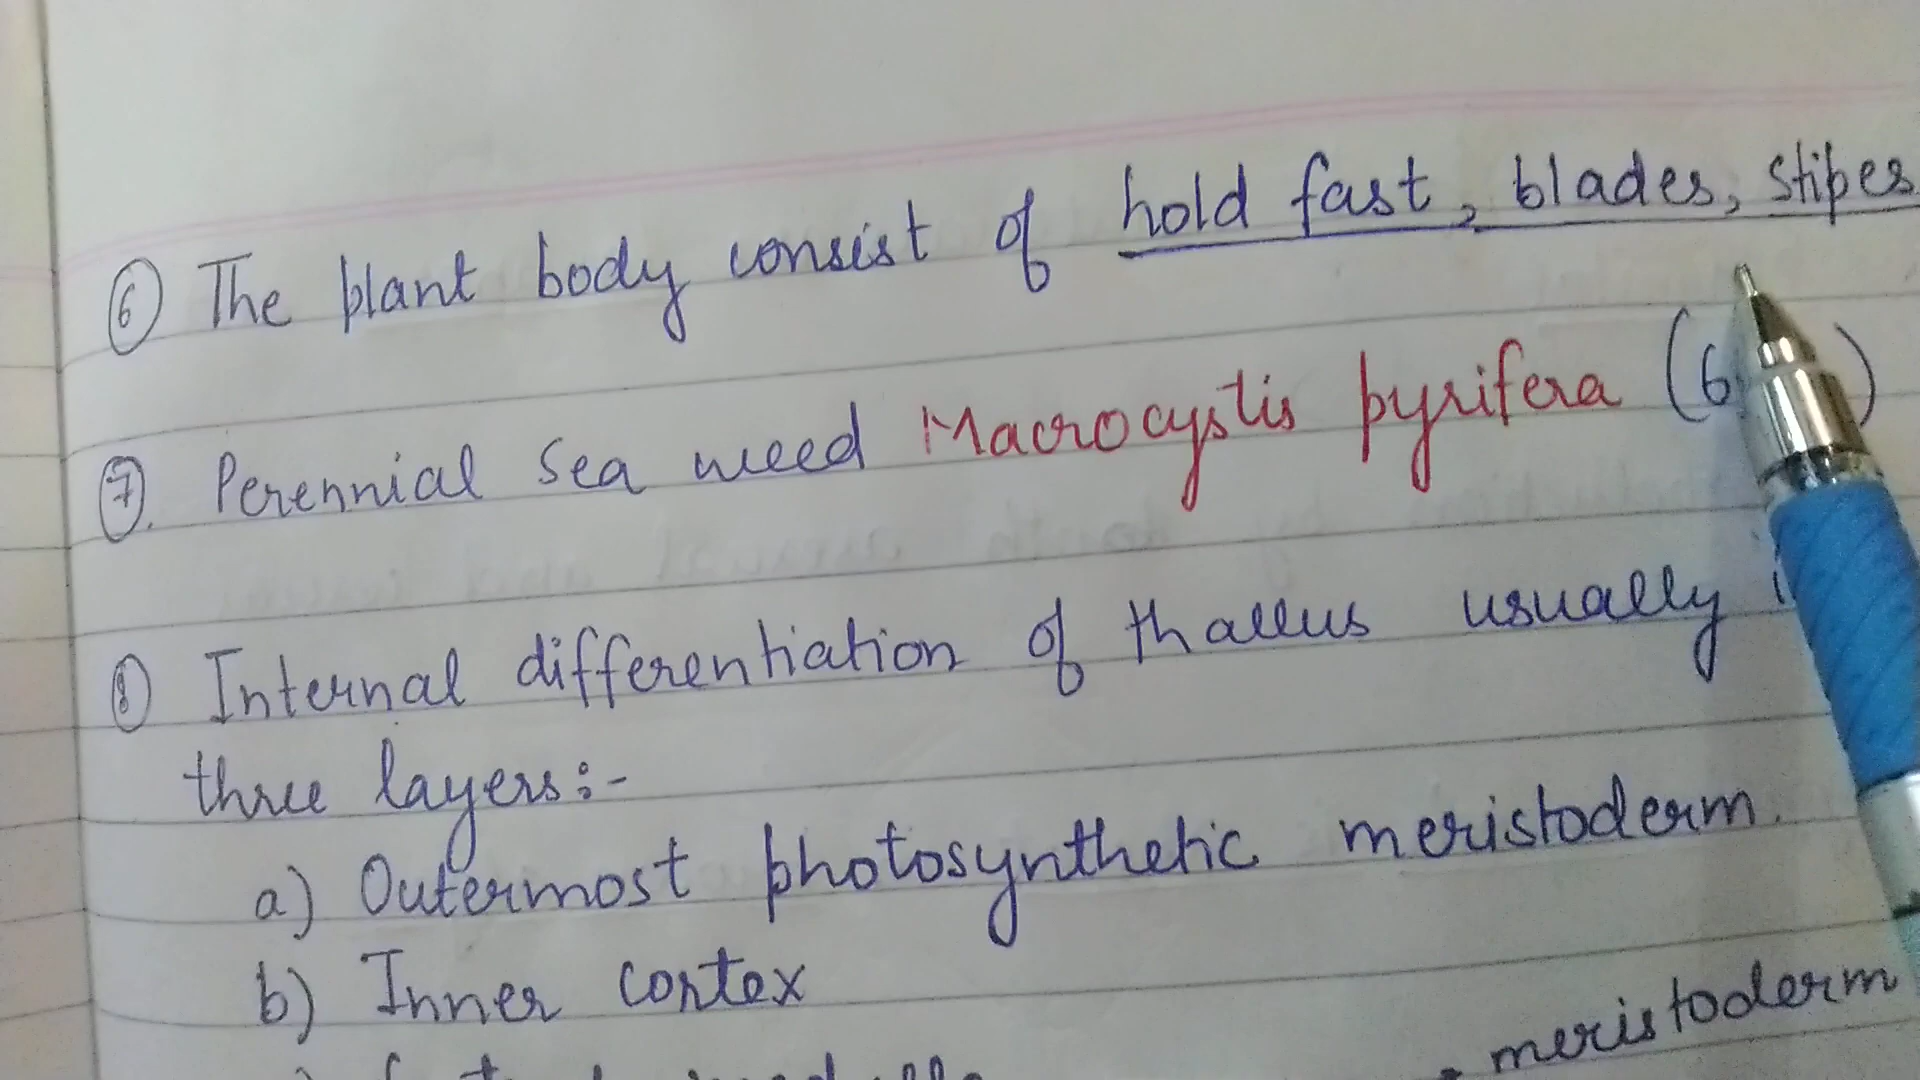 ⑥ The plant body consist of hold fast, blades, stipes
⑦. Perennial sea weed Macrocystis pyrifera (6 )
⑧ Internal differentiation of thallus usually
three layers:-
a) Outermost photosynthetic meristoderm.
b) Inner cortex
meristoderm